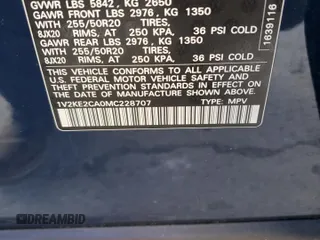 GVWR LBS 5842, KG 2650
GAWR FRONT LBS 2976, KG 1350
WITH 255/50R20 TIRES,
8JX20 RIMS, AT 250 KPA, 36 PSI COLD
GAWR REAR LBS 2976, KG 1350
WITH 255/50R20 TIRES,
8JX20 RIMS, AT 250 KPA, 36 PSI COLD
THIS VEHICLE CONFORMS TO ALL APPLICABLE
U.S. FEDERAL MOTOR VEHICLE SAFETY
STANDARDS IN EFFECT ON THE DATE OF
MANUFACTURE SHOWN ABOVE.
1V2KE2CA0MC228707 TYPE: MPV
1639116
DREAMBID